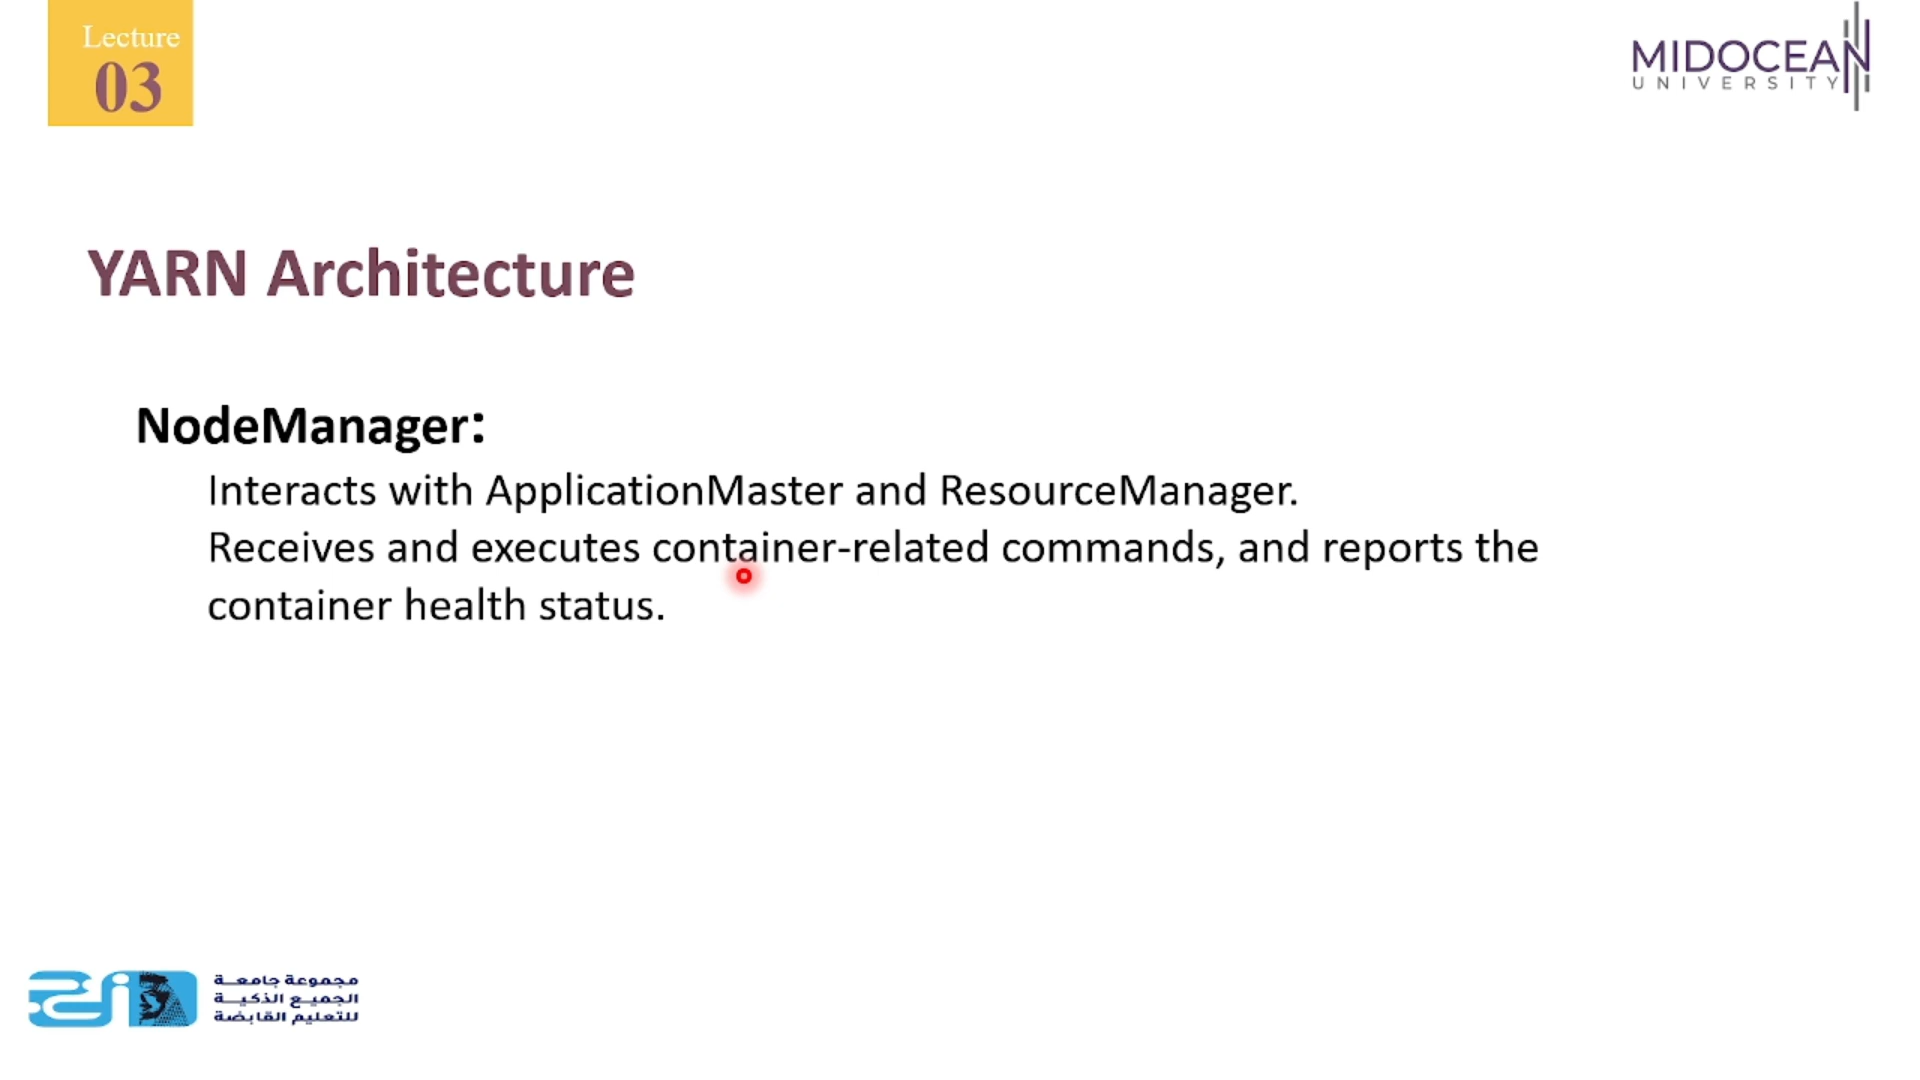 Lecture
03
MIDOCEAN
UNIVERSITY
YARN Architecture
NodeManager:
Interacts with ApplicationMaster and ResourceManager.
Receives and executes container-related commands, and reports the
container health status.
مجموعة جامعة
الجميع الذكية
للتعليم القابضة